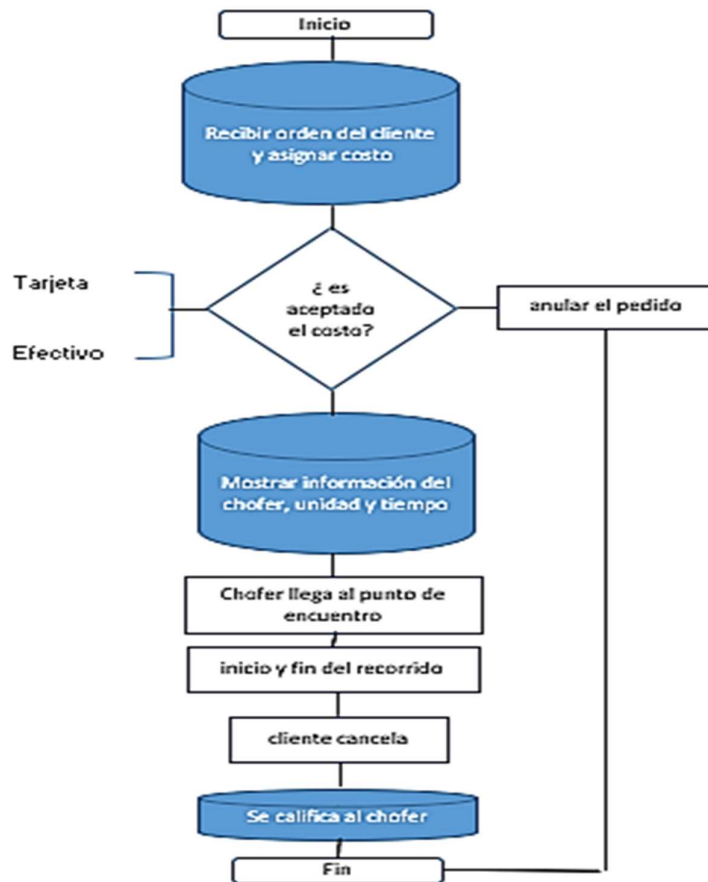 Inicio
Recibir orden del cliente
y asignar costo
Tarjeta
Efectivo
¿ es
aceptado
el costo?
anular el pedido
Mostrar información del
chofer, unidad y tiempo
Chofer llega al punto de
encuentro
inicio y fin del recorrido
cliente cancela
Se califica al chofer
Fin